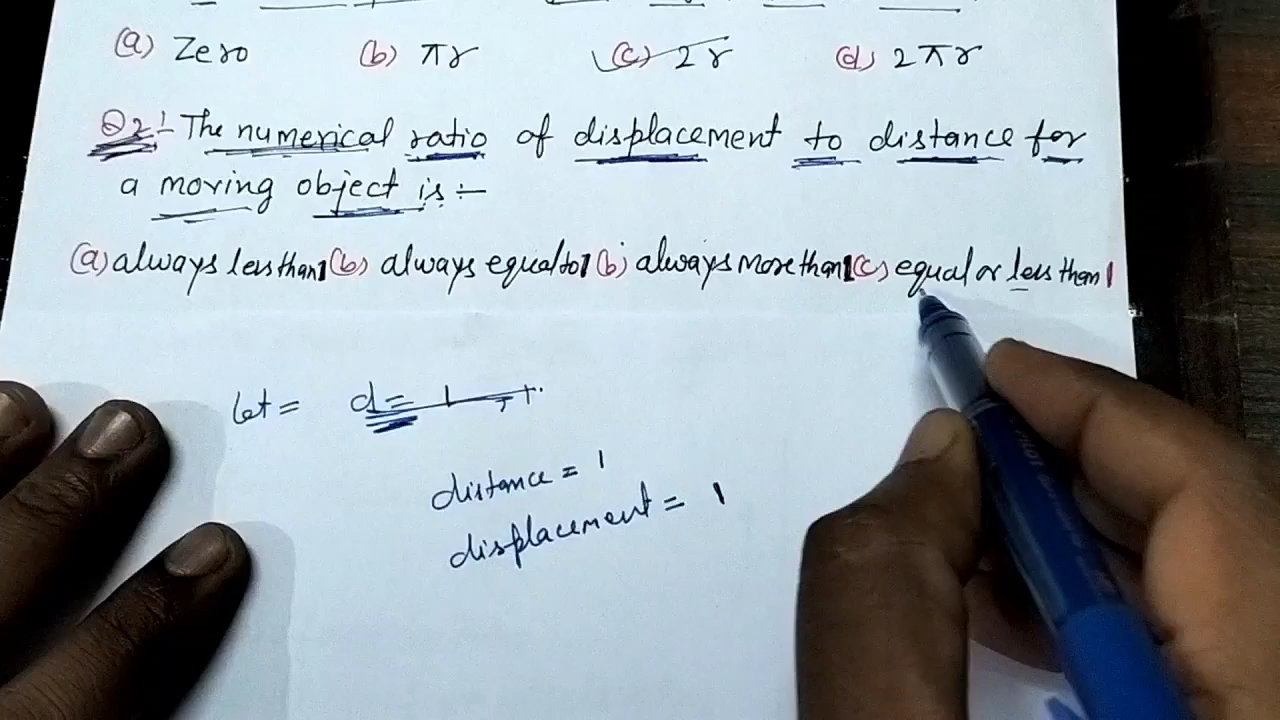 (a) Zero (b) πr (c) 2r (d) 2πr
Q2:- The numerical ratio of displacement to distance for
a moving object is :-
(a) always less than 1 (b) always equal to 1 (b) always more than 1 (c) equal or less than 1
let = d = 1
distance = 1
displacement = 1